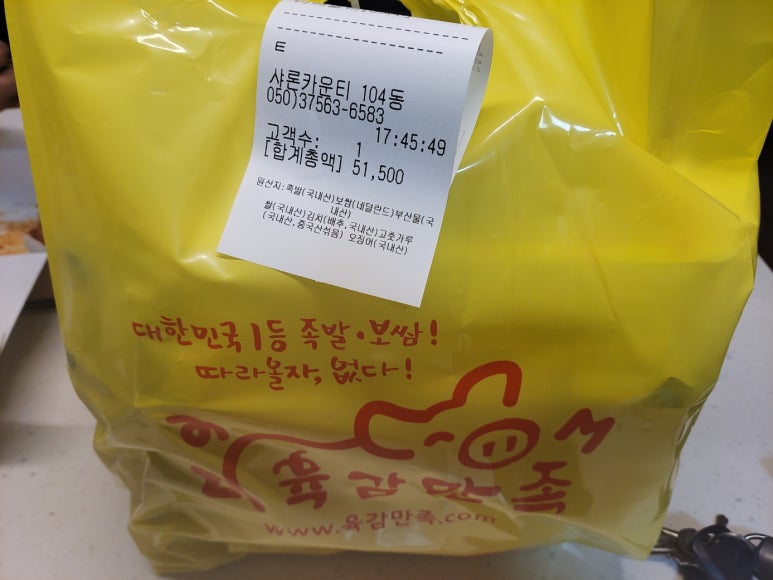 E
샤론카운티 104동
050)37563-6583
17:45:49
고객수: 1
[합계총액] 51,500
원산지:족발(국내산)보쌈(네덜란드)부산물(국
내산)
쌀(국내산)김치(배추,국내산)고춧가루
(국내산,중국산섞음) 오징어(국내산)
대한민국1등 족발·보쌈!
따라올자, 없다!
육감만족
www.육감만족.com